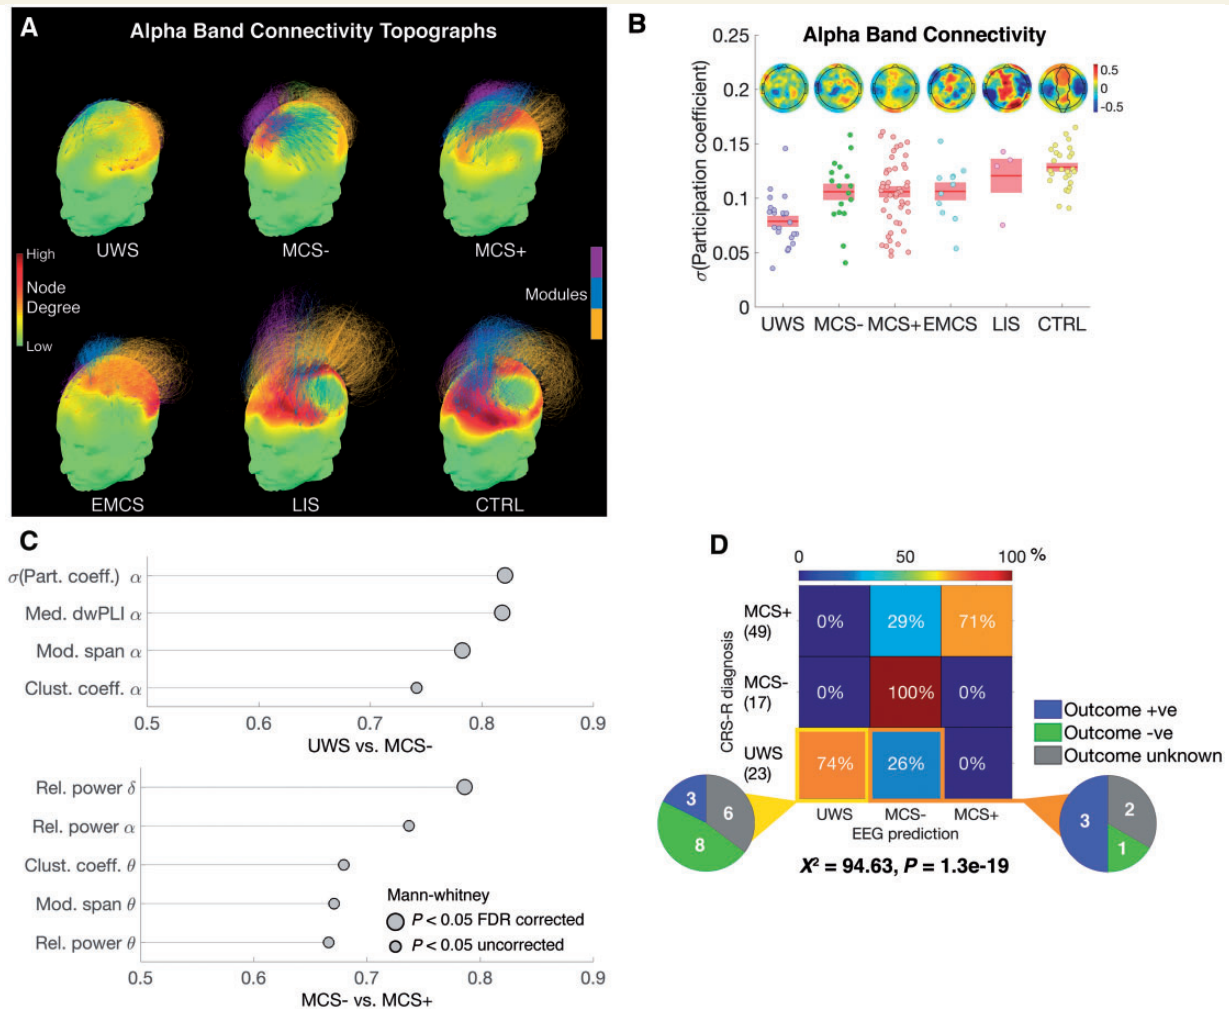 A
Alpha Band Connectivity Topographs
UWS
MCS-
MCS+
High
Node
Degree
Low
Modules
EMCS
LIS
CTRL
B
Alpha Band Connectivity
σ(Participation coefficient)
0.25
0.2
0.15
0.1
0.05
0
0.5
0
-0.5
UWS MCS- MCS+ EMCS LIS CTRL
C
σ(Part. coeff.) α
Med. dwPLI α
Mod. span α
Clust. coeff. α
0.5 0.6 0.7 0.8 0.9
UWS vs. MCS-
Rel. power δ
Rel. power α
Clust. coeff. θ
Mod. span θ
Rel. power θ
Mann-whitney
P < 0.05 FDR corrected
P < 0.05 uncorrected
0.5 0.6 0.7 0.8 0.9
MCS- vs. MCS+
D
0 50 100 %
CRS-R diagnosis
MCS+
(49)
0% 29% 71%
MCS-
(17)
0% 100% 0%
UWS
(23)
74% 26% 0%
UWS MCS- MCS+
EEG prediction
X² = 94.63, P = 1.3e-19
Outcome +ve
Outcome -ve
Outcome unknown
3 6
8
3 2
1